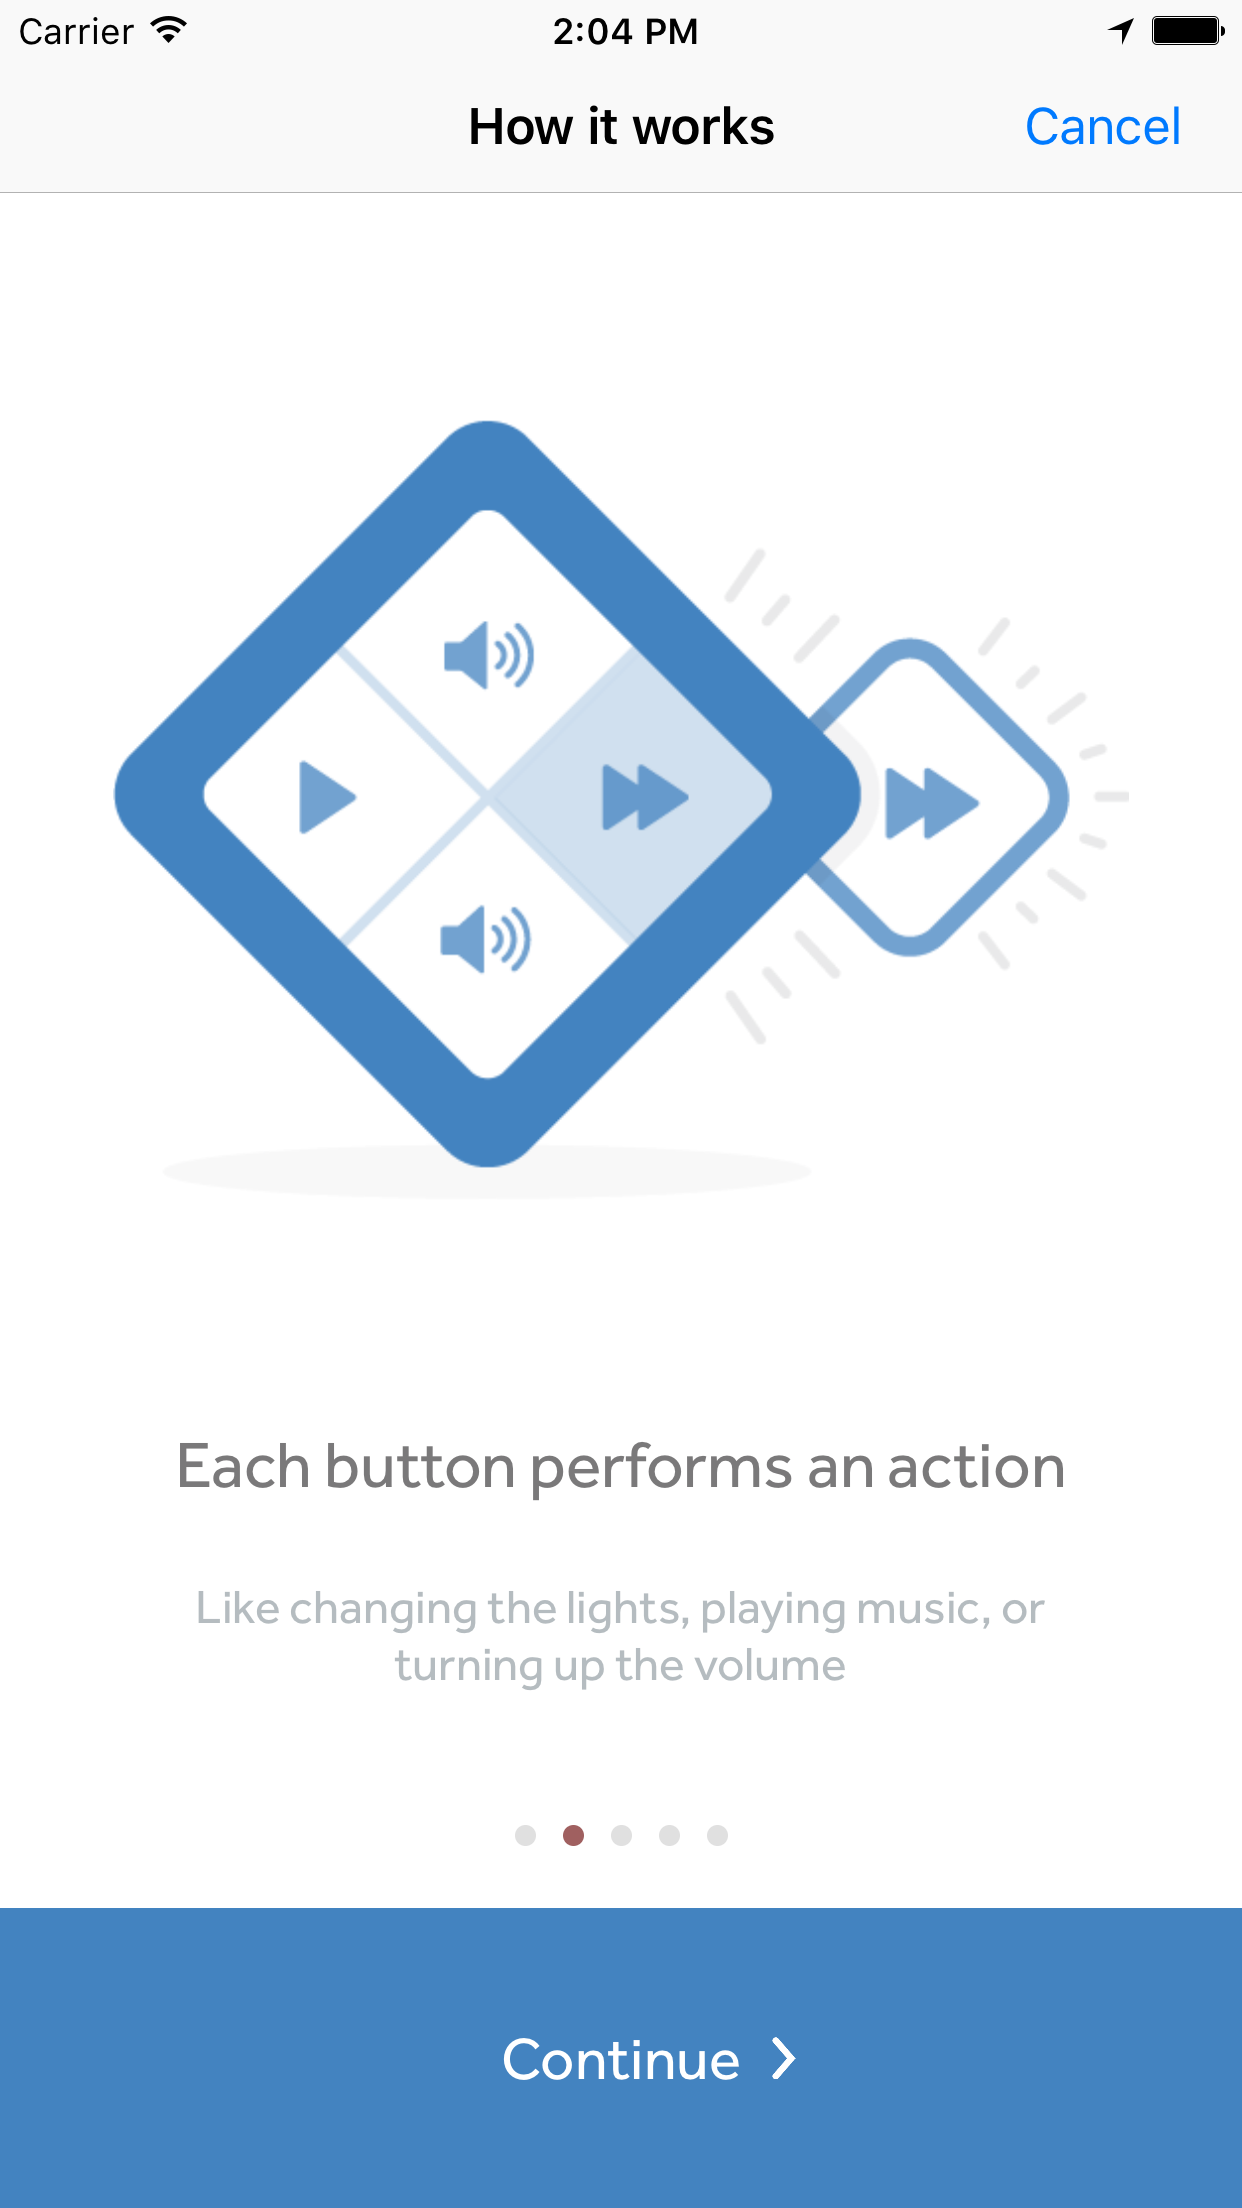 Carrier 2:04 PM
How it works Cancel
Each button performs an action
Like changing the lights, playing music, or
turning up the volume
Continue